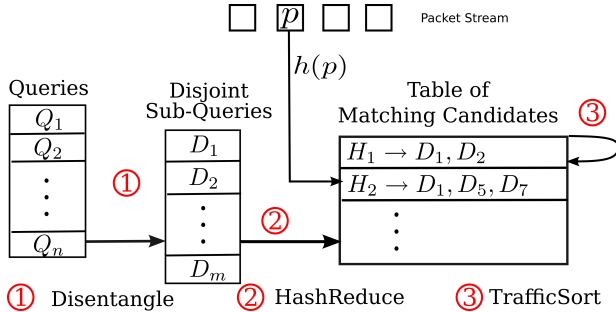 p Packet Stream
h(p)
Queries
Disjoint
Sub-Queries
Table of
Matching Candidates
Q₁
Q₂
⋮
Qₙ
①
D₁
D₂
⋮
Dₘ
②
H₁ → D₁, D₂
H₂ → D₁, D₅, D₇
⋮
③
① Disentangle
② HashReduce
③ TrafficSort